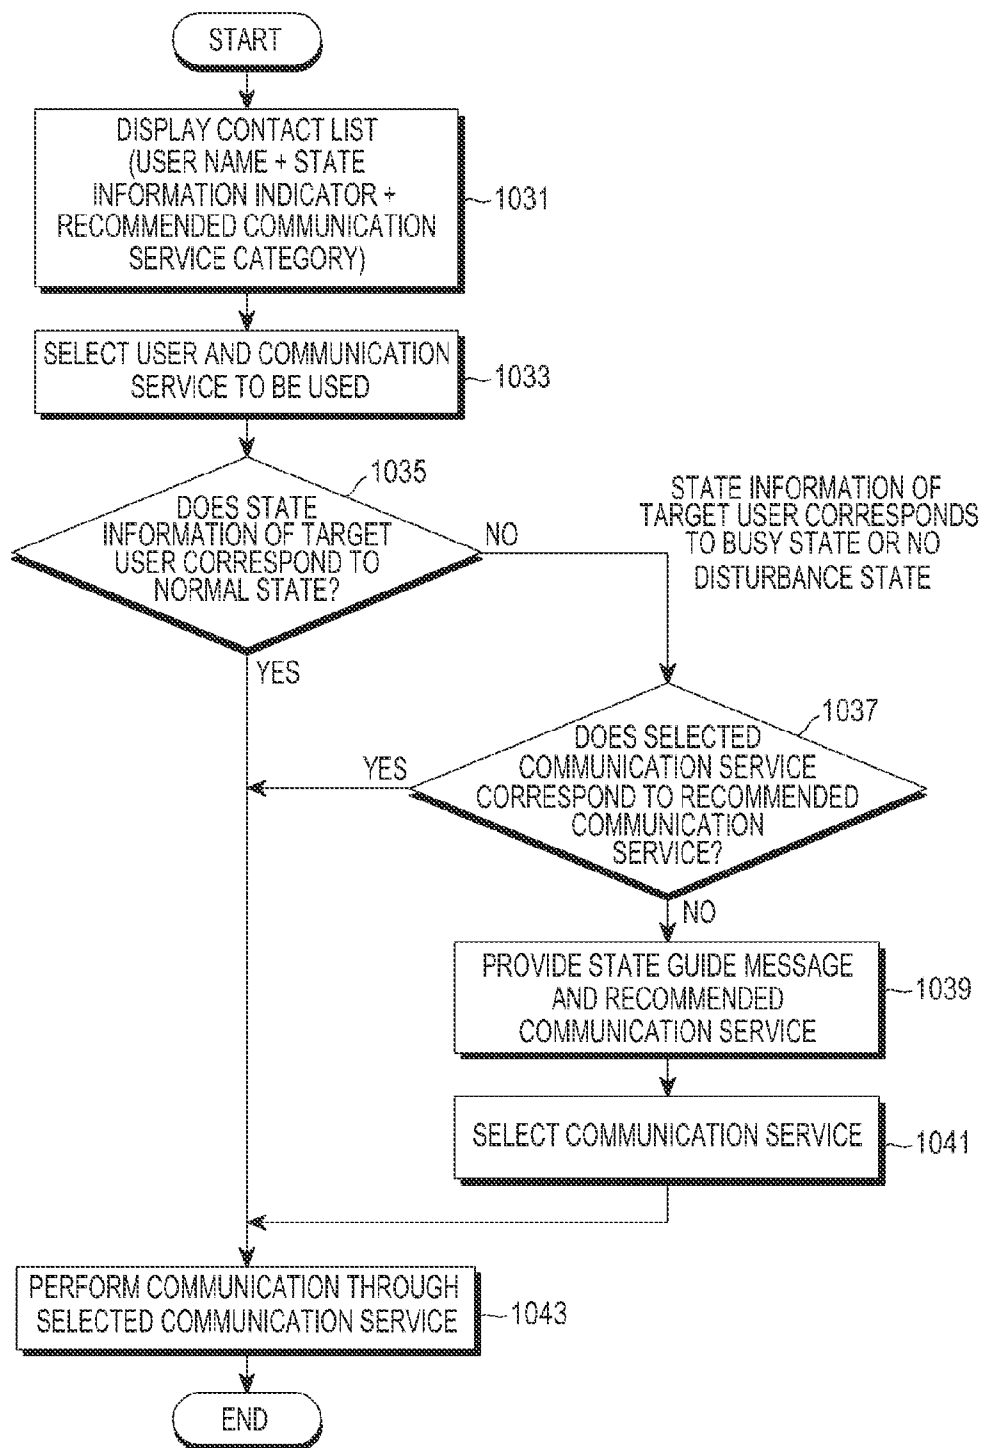 START
DISPLAY CONTACT LIST
(USER NAME + STATE
INFORMATION INDICATOR +
RECOMMENDED COMMUNICATION
SERVICE CATEGORY)
1031
SELECT USER AND COMMUNICATION
SERVICE TO BE USED
1033
1035
DOES STATE
INFORMATION OF TARGET
USER CORRESPOND TO
NORMAL STATE?
NO
YES
STATE INFORMATION OF
TARGET USER CORRESPONDS
TO BUSY STATE OR NO
DISTURBANCE STATE
1037
DOES SELECTED
COMMUNICATION SERVICE
CORRESPOND TO RECOMMENDED
COMMUNICATION
SERVICE?
YES
NO
PROVIDE STATE GUIDE MESSAGE
AND RECOMMENDED
COMMUNICATION SERVICE
1039
SELECT COMMUNICATION SERVICE
1041
PERFORM COMMUNICATION THROUGH
SELECTED COMMUNICATION SERVICE
1043
END